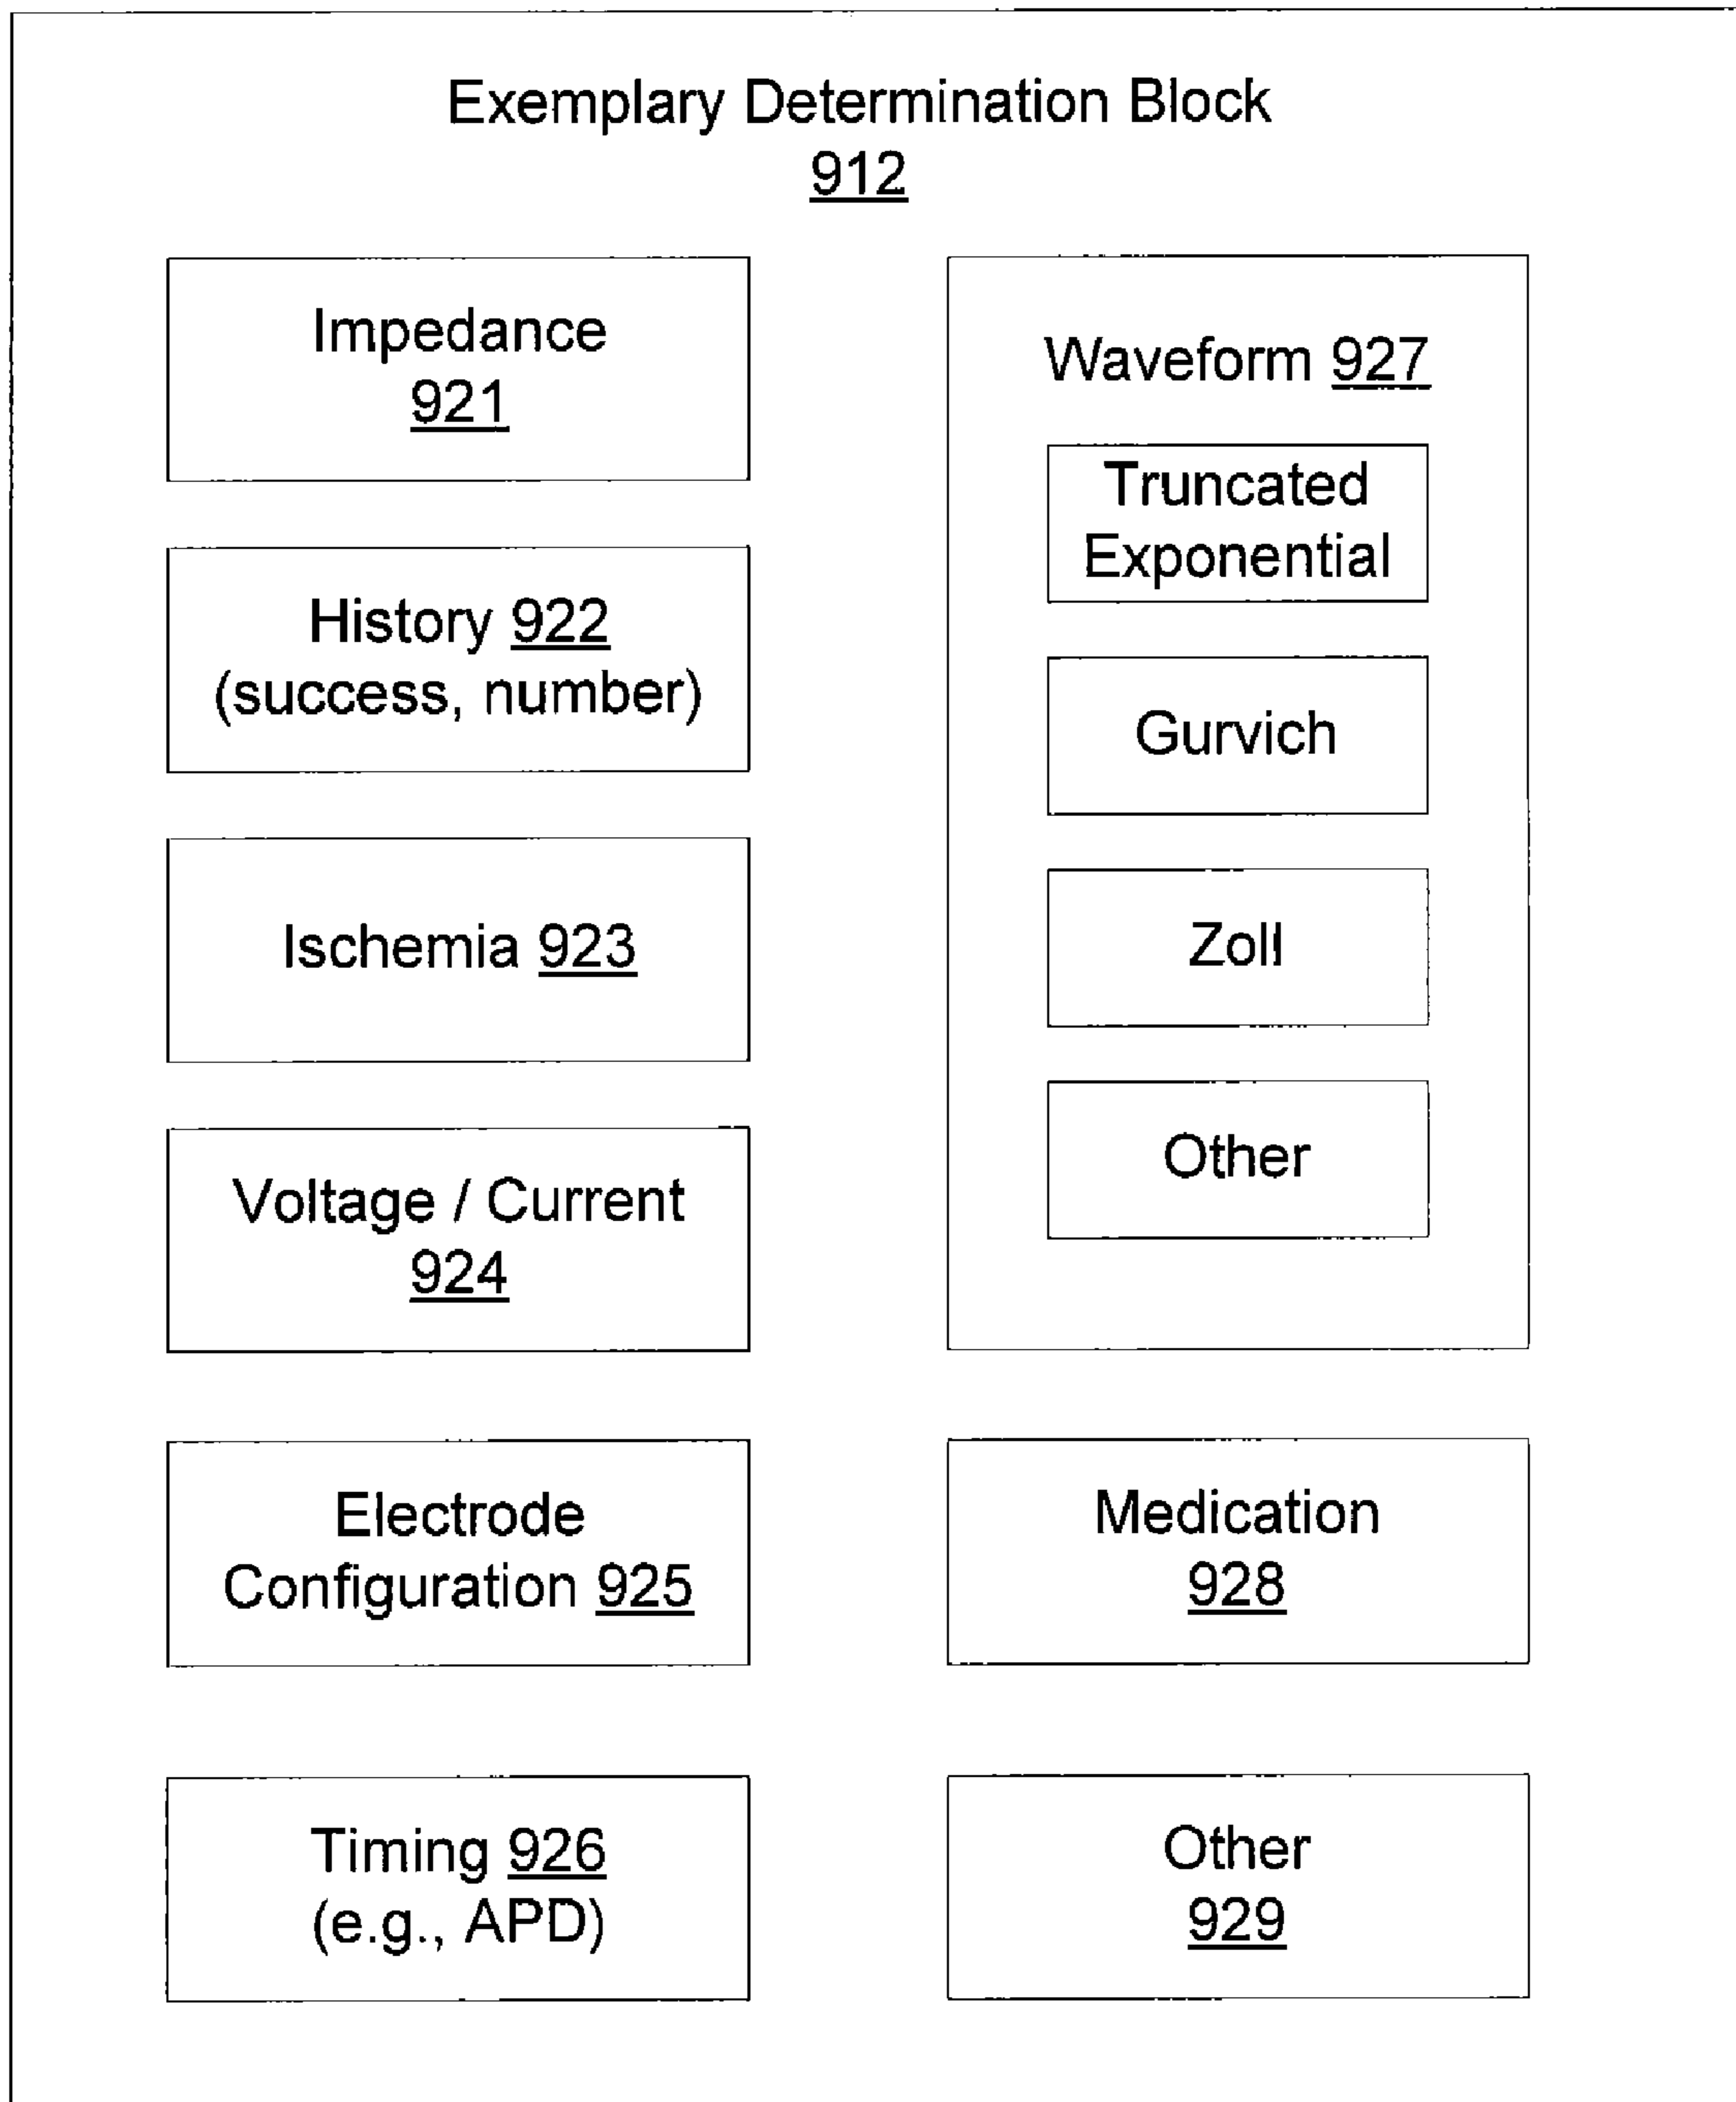 Exemplary Determination Block
912
Impedance
921
History 922
(success, number)
Ischemia 923
Voltage / Current
924
Electrode
Configuration 925
Timing 926
(e.g., APD)
Waveform 927
Truncated
Exponential
Gurvich
Zoll
Other
Medication
928
Other
929